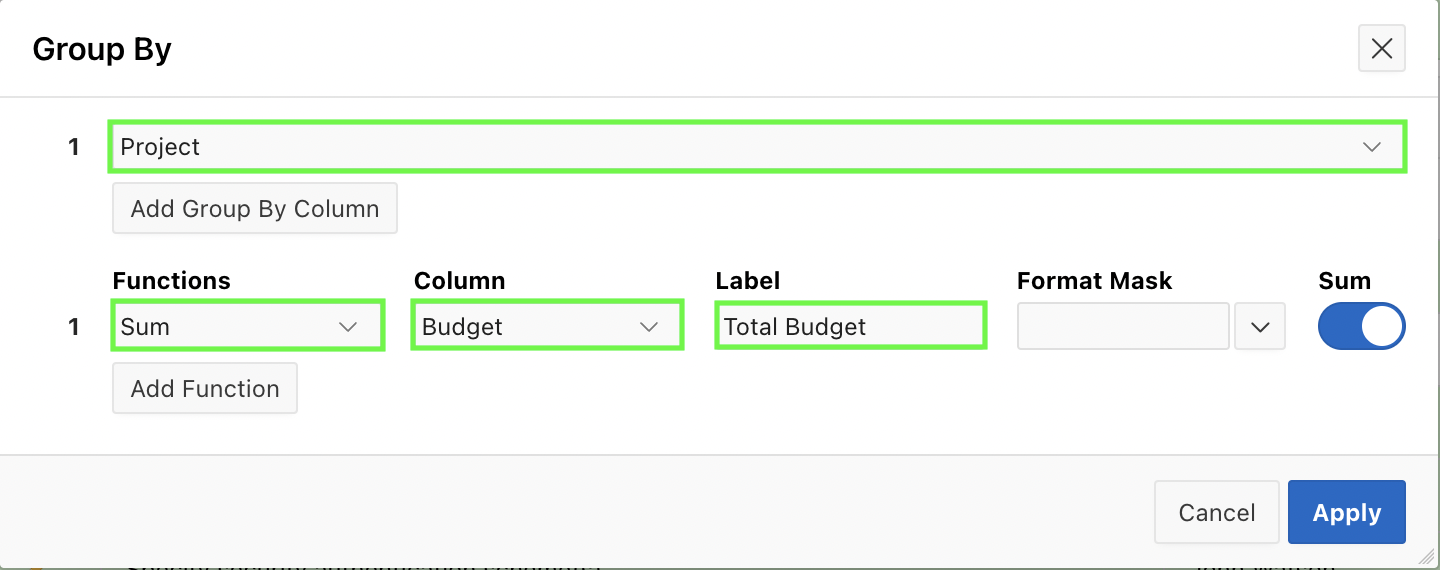 Group By
1 Project
Add Group By Column
Functions Column Label Format Mask Sum
1 Sum Budget Total Budget
Add Function
Cancel Apply